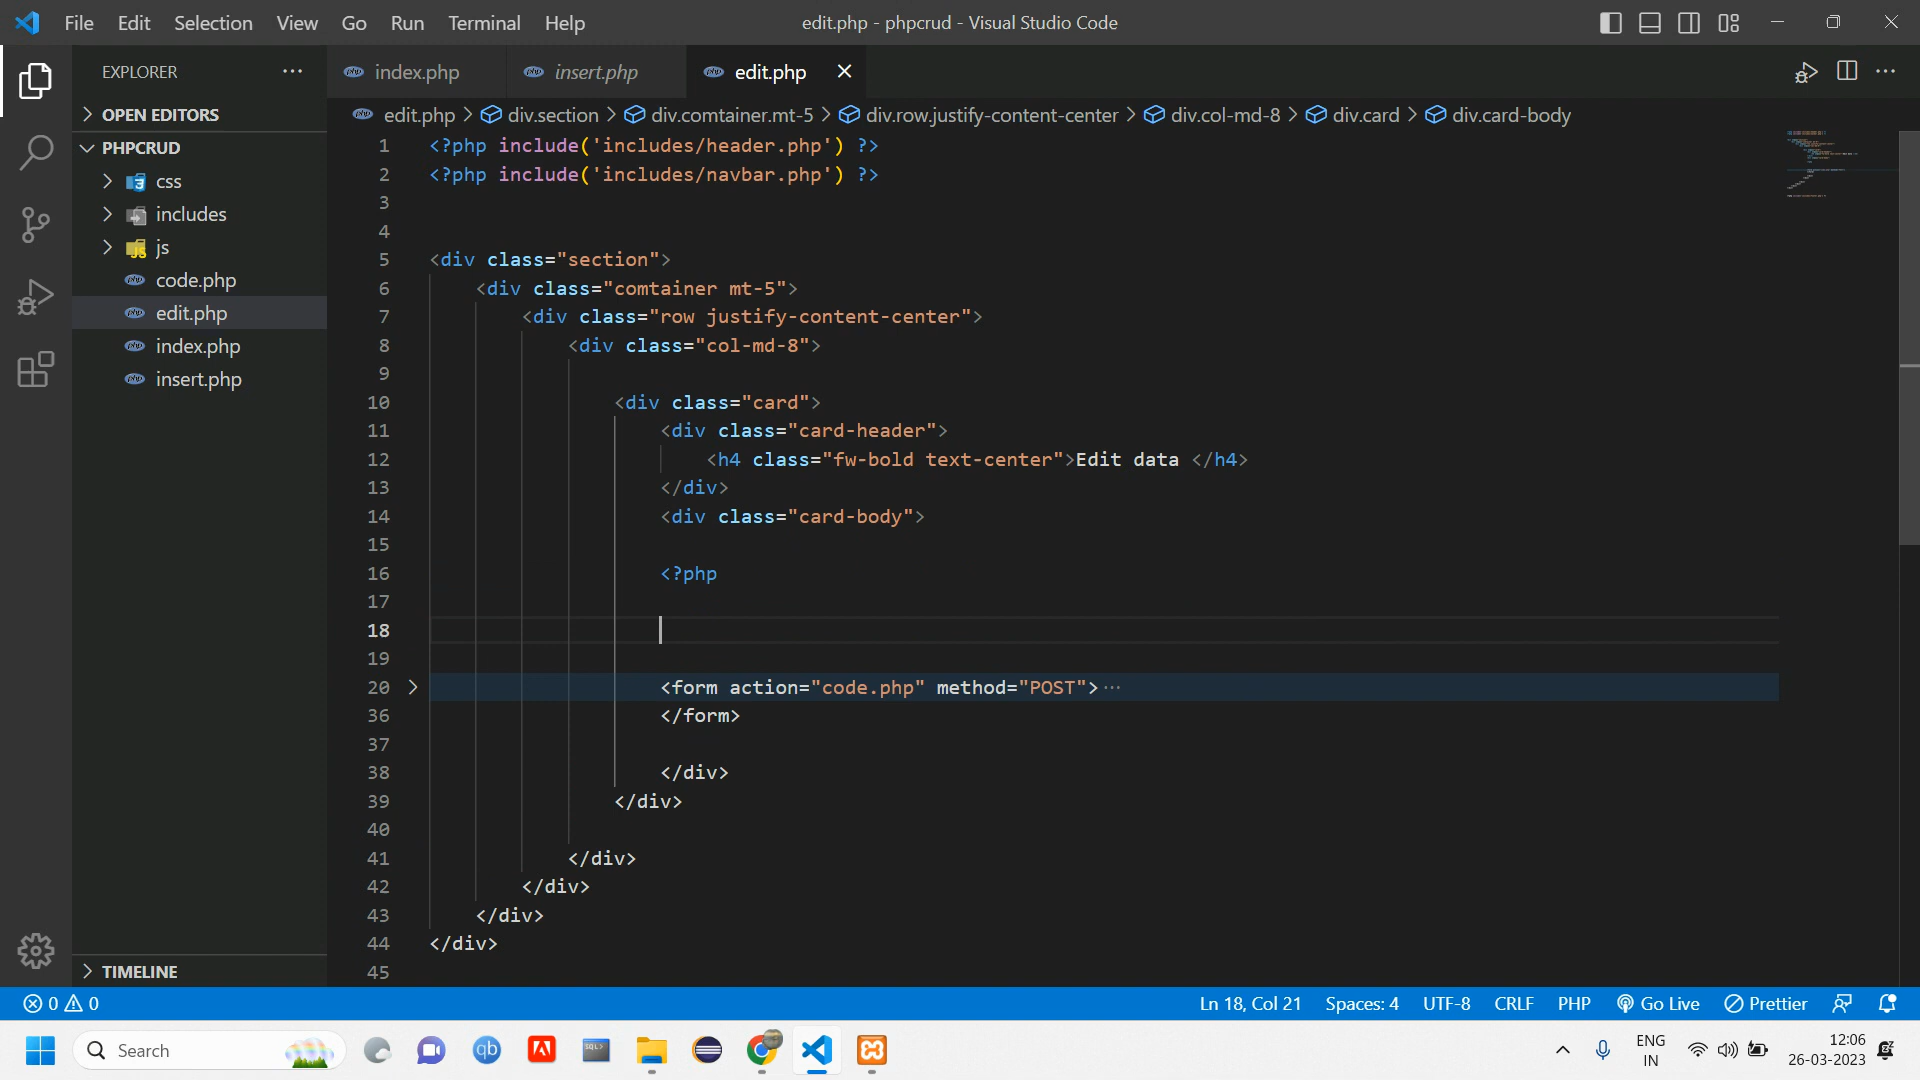 File Edit Selection View Go Run Terminal Help
edit.php - phpcrud - Visual Studio Code
EXPLORER
index.php
insert.php
edit.php
OPEN EDITORS
edit.php > div.section > div.comtainer.mt-5 > div.row.justify-content-center > div.col-md-8 > div.card > div.card-body
PHPCRUD
css
includes
js
code.php
edit.php
index.php
insert.php
TIMELINE
1 <?php include('includes/header.php') ?>
2 <?php include('includes/navbar.php') ?>
3
4
5 <div class="section">
6 <div class="comtainer mt-5">
7 <div class="row justify-content-center">
8 <div class="col-md-8">
9
10 <div class="card">
11 <div class="card-header">
12 <h4 class="fw-bold text-center">Edit data </h4>
13 </div>
14 <div class="card-body">
15
16 <?php
17
18
19
20 <form action="code.php" method="POST">…
36 </form>
37
38 </div>
39 </div>
40
41 </div>
42 </div>
43 </div>
44 </div>
45
0 0
Ln 18, Col 21 Spaces: 4 UTF-8 CRLF PHP Go Live Prettier
Search
qb
SQL>
ENG
IN
12:06
26-03-2023